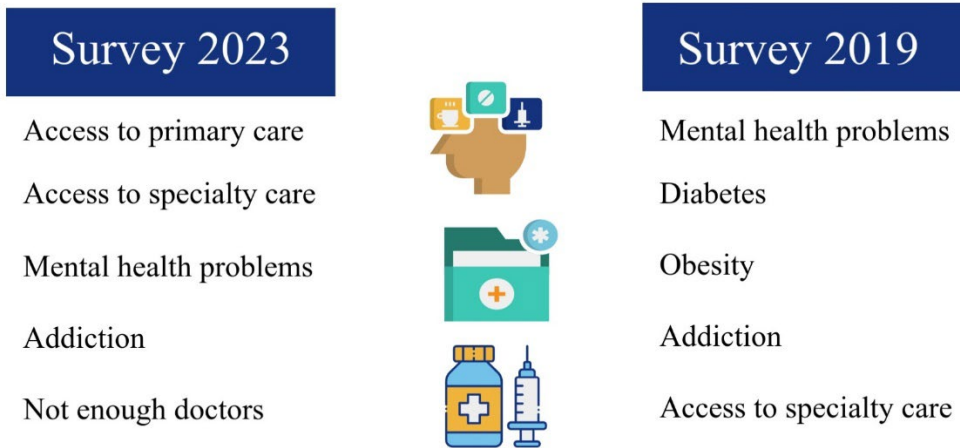 Survey 2023
Access to primary care
Access to specialty care
Mental health problems
Addiction
Not enough doctors
Survey 2019
Mental health problems
Diabetes
Obesity
Addiction
Access to specialty care